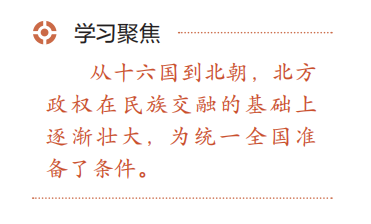 学习聚焦
从十六国到北朝，北方
政权在民族交融的基础上
逐渐壮大，为统一全国准
备了条件。